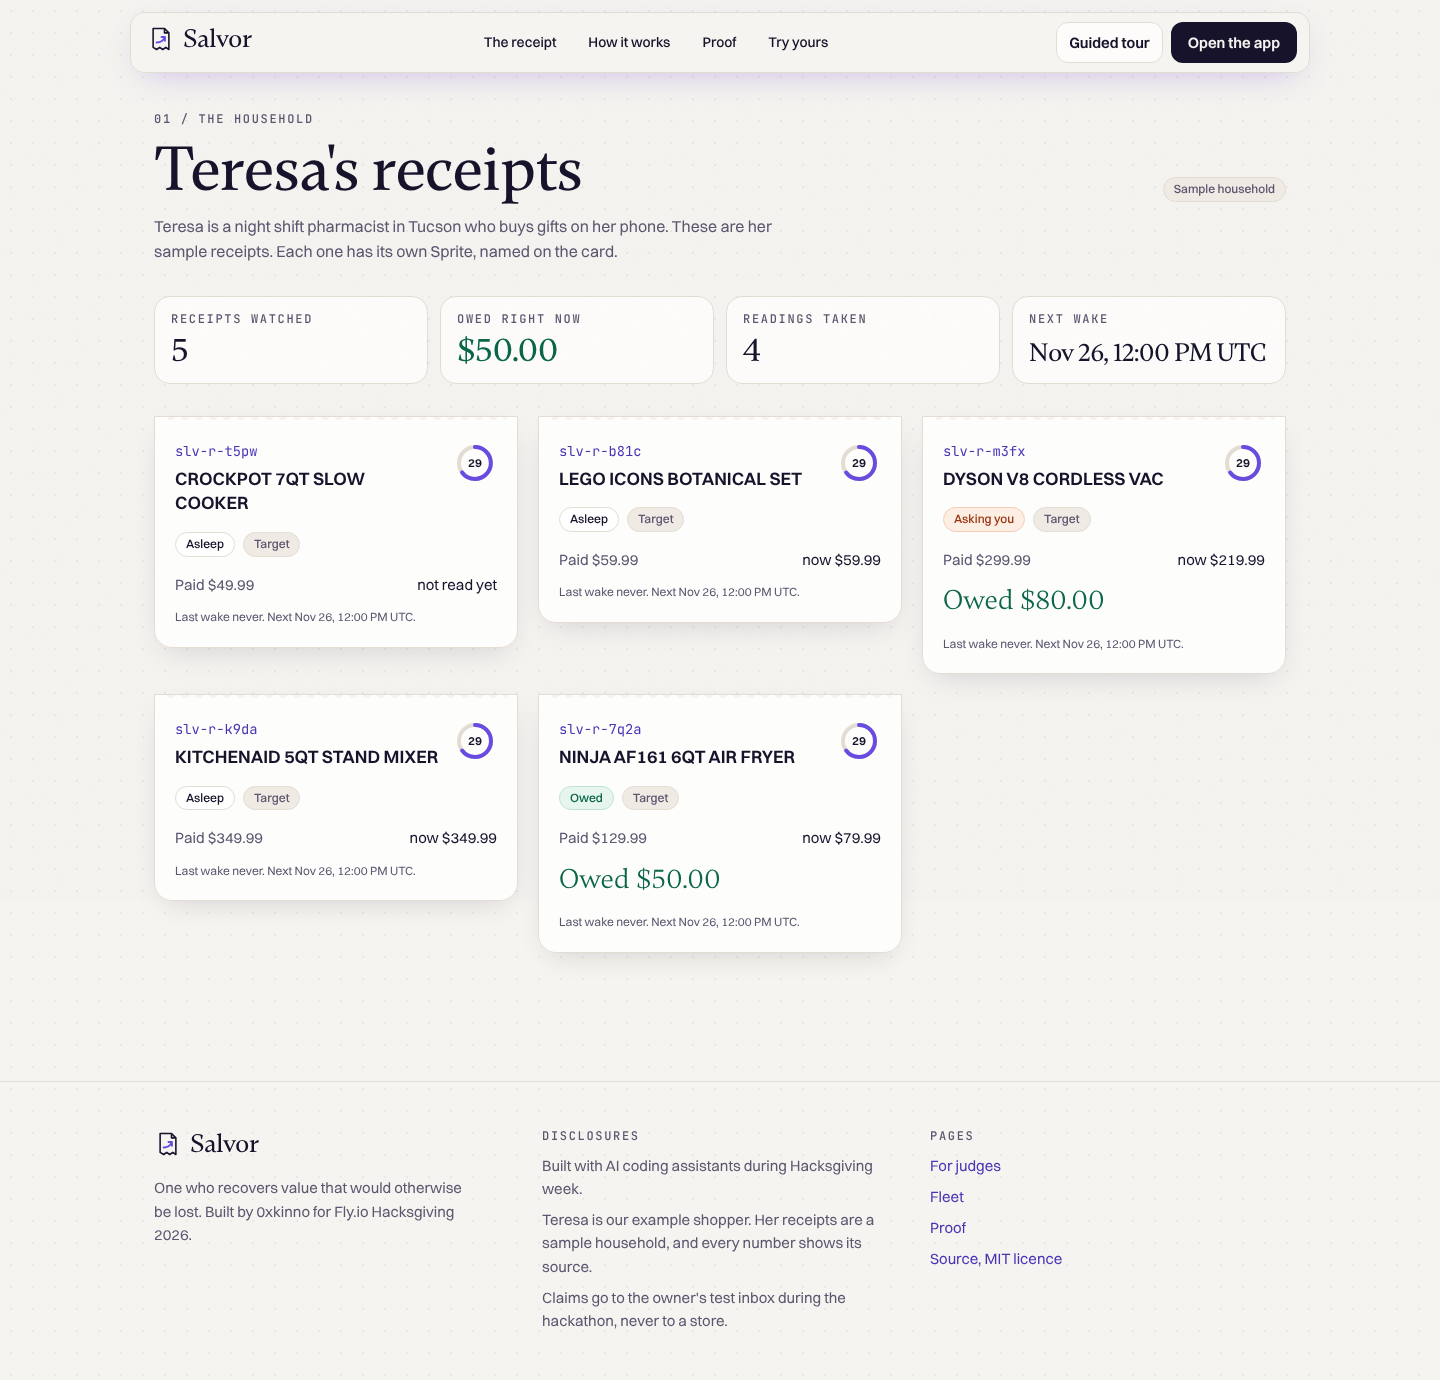 Salvor
The receipt
How it works
Proof
Try yours
Guided tour
Open the app
01 / THE HOUSEHOLD
Teresa's receipts
Sample household
Teresa is a night shift pharmacist in Tucson who buys gifts on her phone. These are her
sample receipts. Each one has its own Sprite, named on the card.
RECEIPTS WATCHED
5
OWED RIGHT NOW
$50.00
READINGS TAKEN
4
NEXT WAKE
Nov 26, 12:00 PM UTC
slv-r-t5pw
29
CROCKPOT 7QT SLOW
COOKER
Asleep
Target
Paid $49.99
not read yet
Last wake never. Next Nov 26, 12:00 PM UTC.
slv-r-b81c
29
LEGO ICONS BOTANICAL SET
Asleep
Target
Paid $59.99
now $59.99
Last wake never. Next Nov 26, 12:00 PM UTC.
slv-r-m3fx
29
DYSON V8 CORDLESS VAC
Asking you
Target
Paid $299.99
now $219.99
Owed $80.00
Last wake never. Next Nov 26, 12:00 PM UTC.
slv-r-k9da
29
KITCHENAID 5QT STAND MIXER
Asleep
Target
Paid $349.99
now $349.99
Last wake never. Next Nov 26, 12:00 PM UTC.
slv-r-7q2a
29
NINJA AF161 6QT AIR FRYER
Owed
Target
Paid $129.99
now $79.99
Owed $50.00
Last wake never. Next Nov 26, 12:00 PM UTC.
Salvor
One who recovers value that would otherwise
be lost. Built by 0xkinno for Fly.io Hacksgiving
2026.
DISCLOSURES
Built with AI coding assistants during Hacksgiving
week.
Teresa is our example shopper. Her receipts are a
sample household, and every number shows its
source.
Claims go to the owner's test inbox during the
hackathon, never to a store.
PAGES
For judges
Fleet
Proof
Source, MIT licence